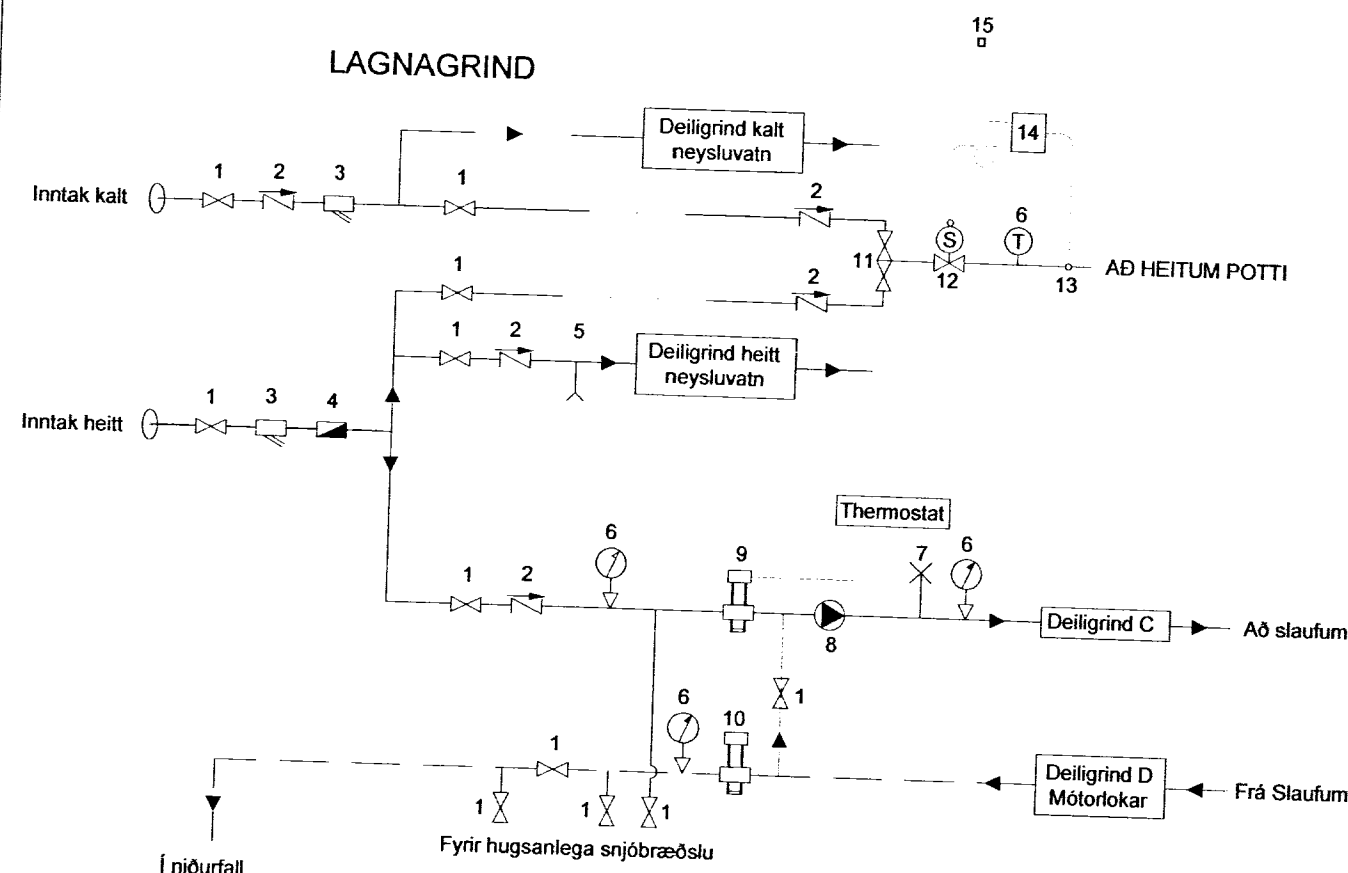 15
LAGNAGRIND
Deiligrind kalt
neysluvatn
14
1 2 3 1 2 6
Inntak kalt
S T
11 12 13 AÐ HEITUM POTTI
1 2
1 2 5
Deiligrind heitt
neysluvatn
1 3 4
Inntak heitt
Thermostat
6 9 7 6
1 2
8
Deiligrind C
Að slaufum
1
6 10
1
Deiligrind D
Mótorlokar
Frá Slaufum
1 1 1
Fyrir hugsanlega snjóbræðslu
Í niðurfall